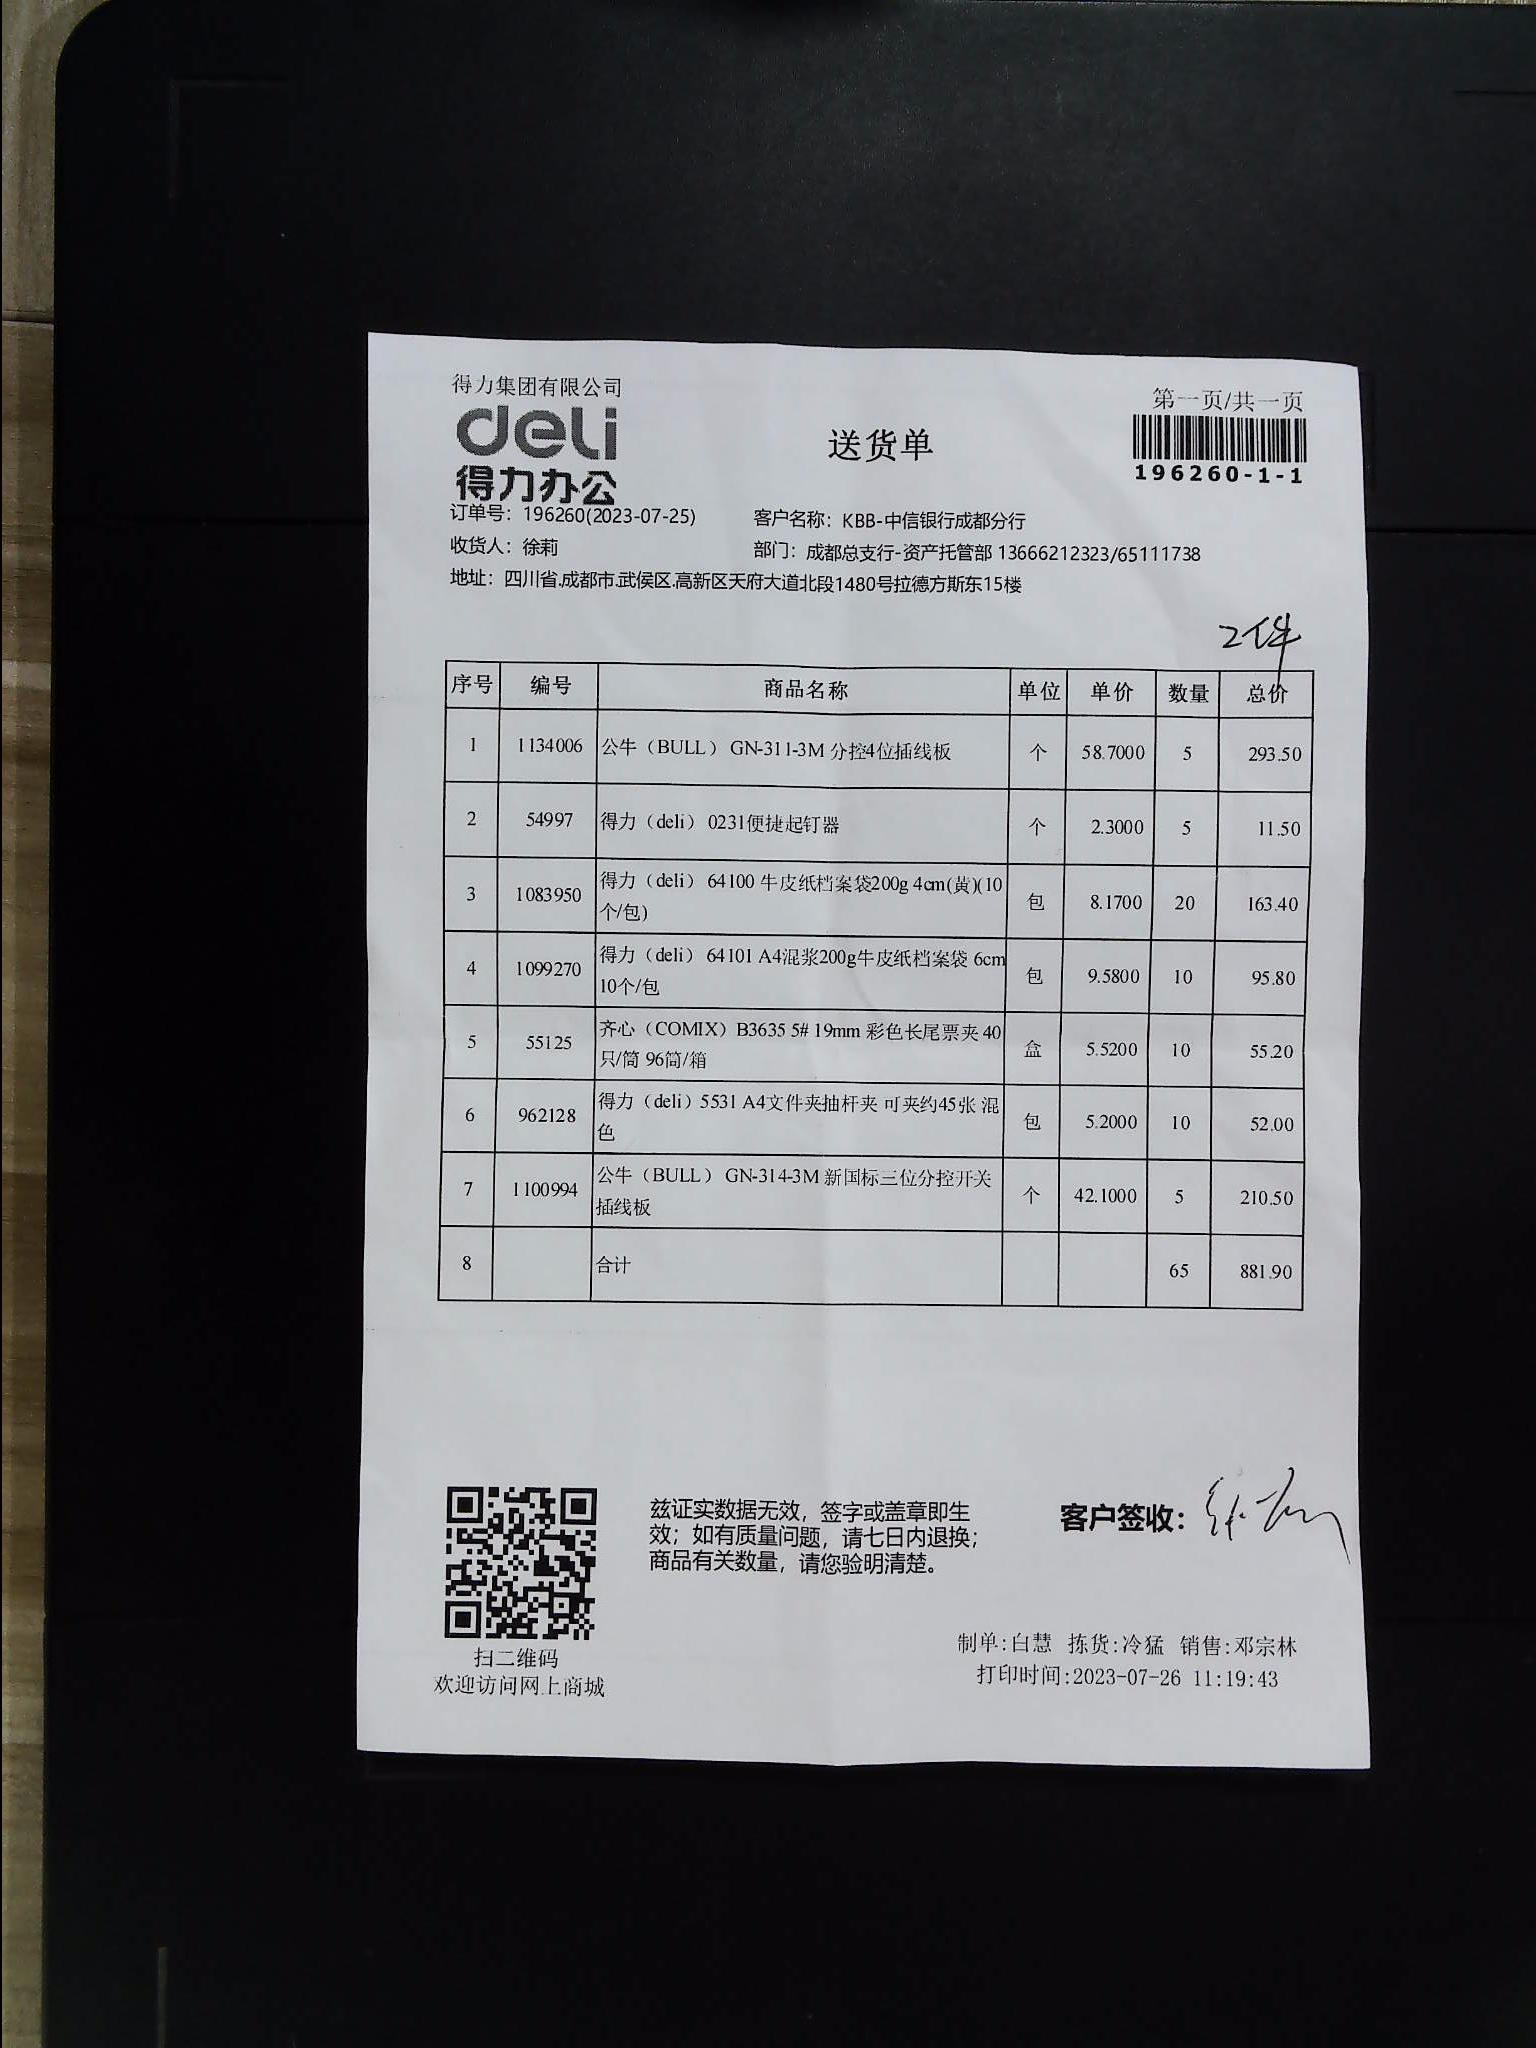 得力集团有限公司
第一页/共一页
deli
得力办公
送货单
196260-1-1
订单号：196260(2023-07-25)
客户名称：KBB-中信银行成都分行
收货人：徐莉
部门：成都总支行-资产托管部 13666212323/65111738
地址：四川省.成都市.武侯区.高新区天府大道北段1480号拉德方斯东15楼
2件
序号 编号 商品名称 单位 单价 数量 总价
1 1134006 公牛（BULL） GN-311-3M 分控4位插线板 个 58.7000 5 293.50
2 54997 得力（deli） 0231便捷起钉器 个 2.3000 5 11.50
3 1083950 得力（deli） 64100 牛皮纸档案袋200g 4cm(黄)(10 包 8.1700 20 163.40
个/包)
4 1099270 得力（deli） 64101 A4混浆200g牛皮纸档案袋 6cm 包 9.5800 10 95.80
10个/包
5 55125 齐心（COMIX）B3635 5# 19mm 彩色长尾票夹 40 盒 5.5200 10 55.20
只/筒 96筒/箱
6 962128 得力（deli）5531 A4文件夹抽杆夹 可夹约45张 混 包 5.2000 10 52.00
色
7 1100994 公牛（BULL） GN-314-3M 新国标三位分控开关 个 42.1000 5 210.50
插线板
8 合计 65 881.90
兹证实数据无效，签字或盖章即生
效；如有质量问题，请七日内退换；
商品有关数量，请您验明清楚。
客户签收：
扫二维码
欢迎访问网上商城
制单:白慧 拣货:冷猛 销售:邓宗林
打印时间:2023-07-26 11:19:43